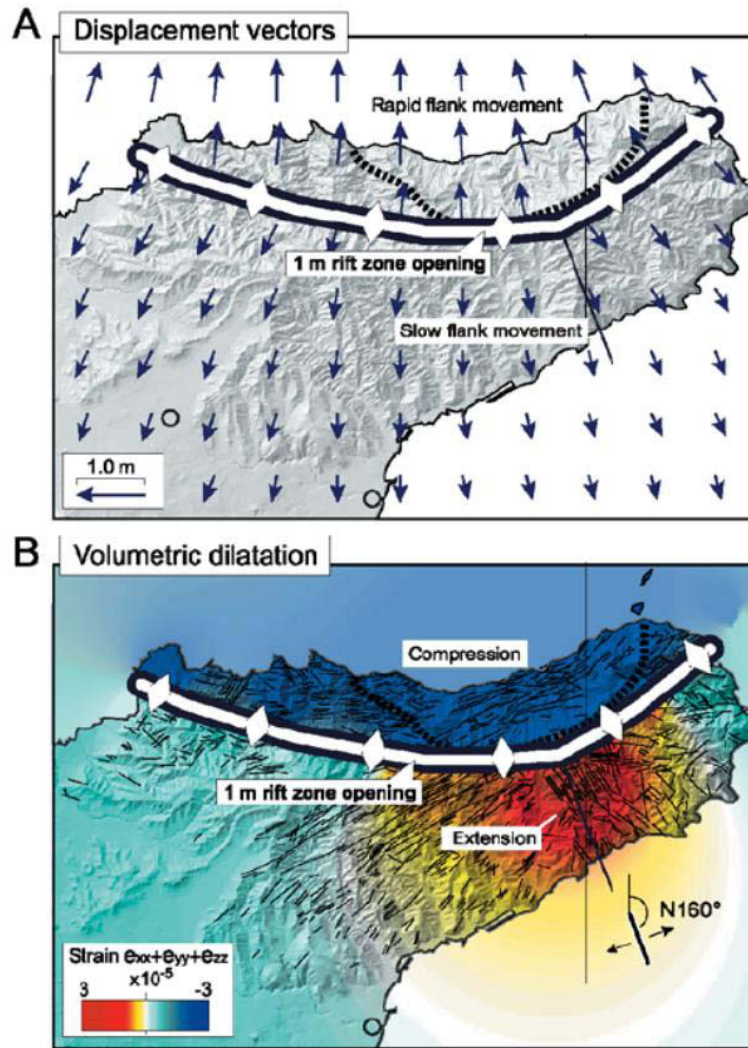 A
Displacement vectors
Rapid flank movement
1 m rift zone opening
Slow flank movement
1.0 m
B
Volumetric dilatation
Compression
1 m rift zone opening
Extension
N160°
Strain exx+eyy+ezz
×10-5
3 -3